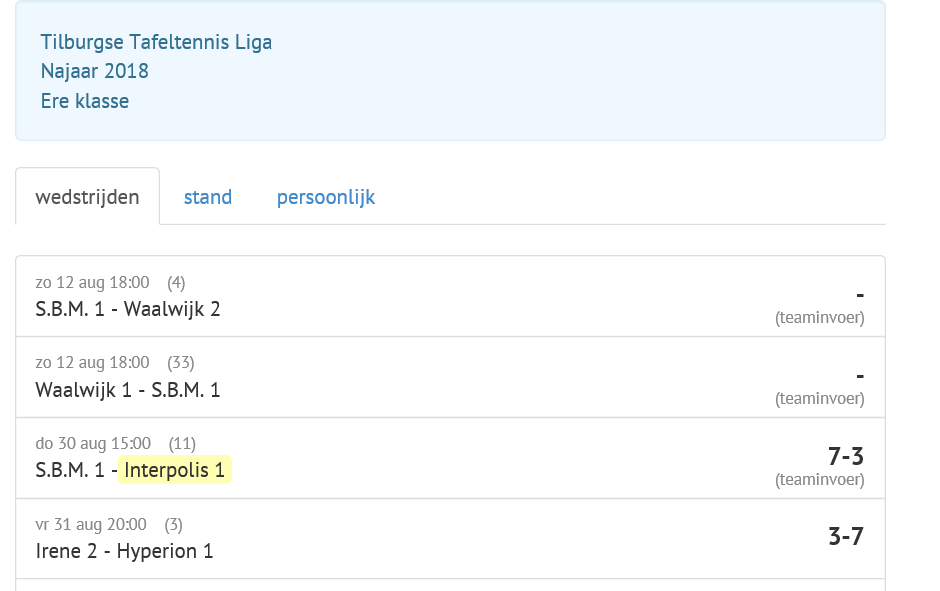 Tilburgse Tafeltennis Liga
Najaar 2018
Ere klasse
wedstrijden stand persoonlijk
zo 12 aug 18:00 (4)
S.B.M. 1 - Waalwijk 2
-
(teaminvoer)
zo 12 aug 18:00 (33)
Waalwijk 1 - S.B.M. 1
-
(teaminvoer)
do 30 aug 15:00 (11)
S.B.M. 1 - Interpolis 1
7-3
(teaminvoer)
vr 31 aug 20:00 (3)
Irene 2 - Hyperion 1
3-7